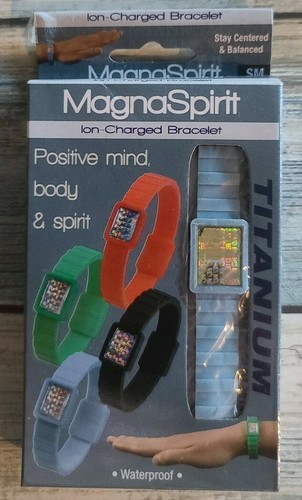 Ion-Charged Bracelet
Stay Centered
& Balanced
MagnaSpirit
SM
MagnaSpirit
Ion-Charged Bracelet
Positive mind,
body
& spirit
TITANIUM
• Waterproof •